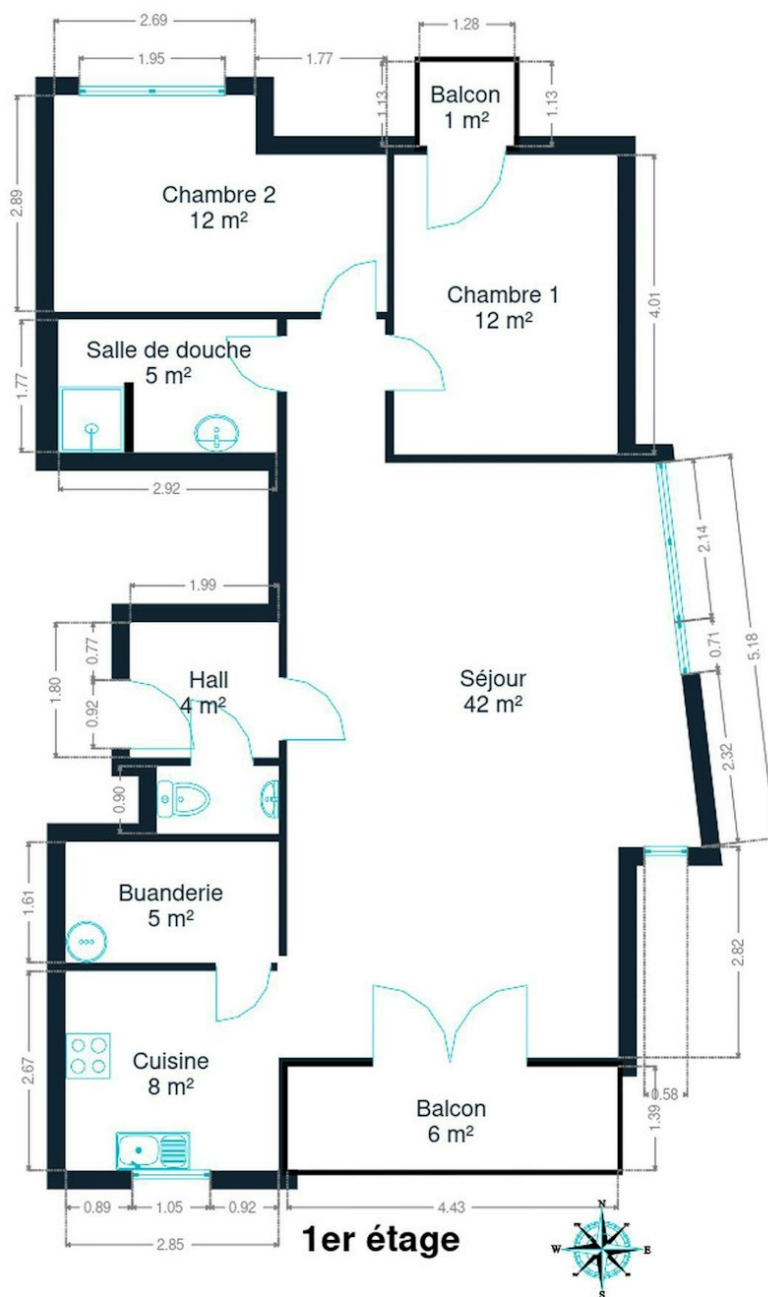 2.69
1.28
1.95
1.77
1.13
Balcon
1 m²
1.13
2.89
Chambre 2
12 m²
Chambre 1
12 m²
4.01
1.77
Salle de douche
5 m²
2.92
2.14
1.99
5.18
0.71
0.77
1.80
Hall
4 m²
Séjour
42 m²
0.92
2.32
0.90
1.61
Buanderie
5 m²
2.82
2.67
Cuisine
8 m²
0.58
Balcon
6 m²
1.39
0.89
1.05
0.92
4.43
2.85
1er étage
N
W
E
S